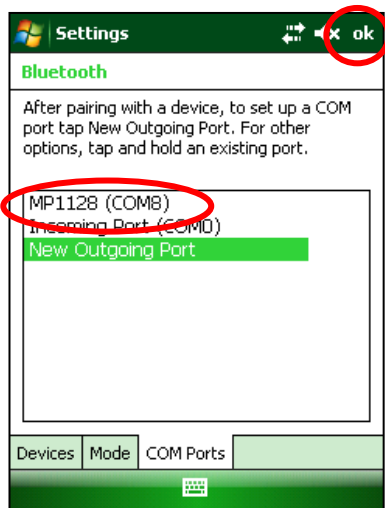 Settings ok
Bluetooth
After pairing with a device, to set up a COM
port tap New Outgoing Port. For other
options, tap and hold an existing port.
MP1128 (COM8)
Incoming Port (COM0)
New Outgoing Port
Devices Mode COM Ports